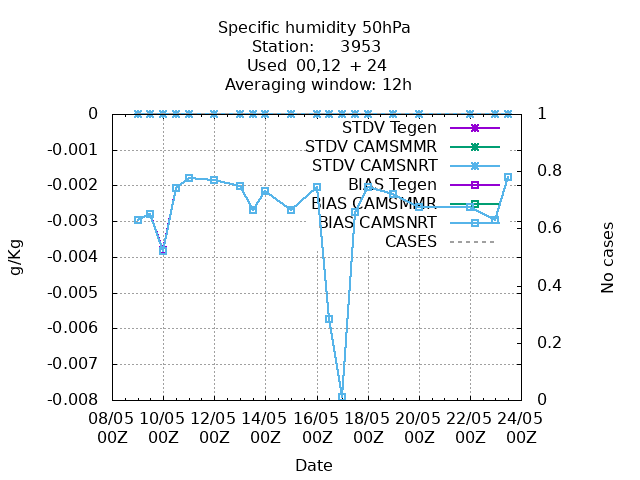 Specific humidity 50hPa
Station: 3953
Used 00,12 + 24
Averaging window: 12h
0
-0.001
-0.002
-0.003
-0.004
-0.005
-0.006
-0.007
-0.008
g/Kg
1
0.8
0.6
0.4
0.2
0
No cases
STDV Tegen
STDV CAMSMMR
STDV CAMSNRT
BIAS Tegen
BIAS CAMSMMR
BIAS CAMSNRT
CASES
08/05 10/05 12/05 14/05 16/05 18/05 20/05 22/05 24/05
00Z 00Z 00Z 00Z 00Z 00Z 00Z 00Z 00Z
Date